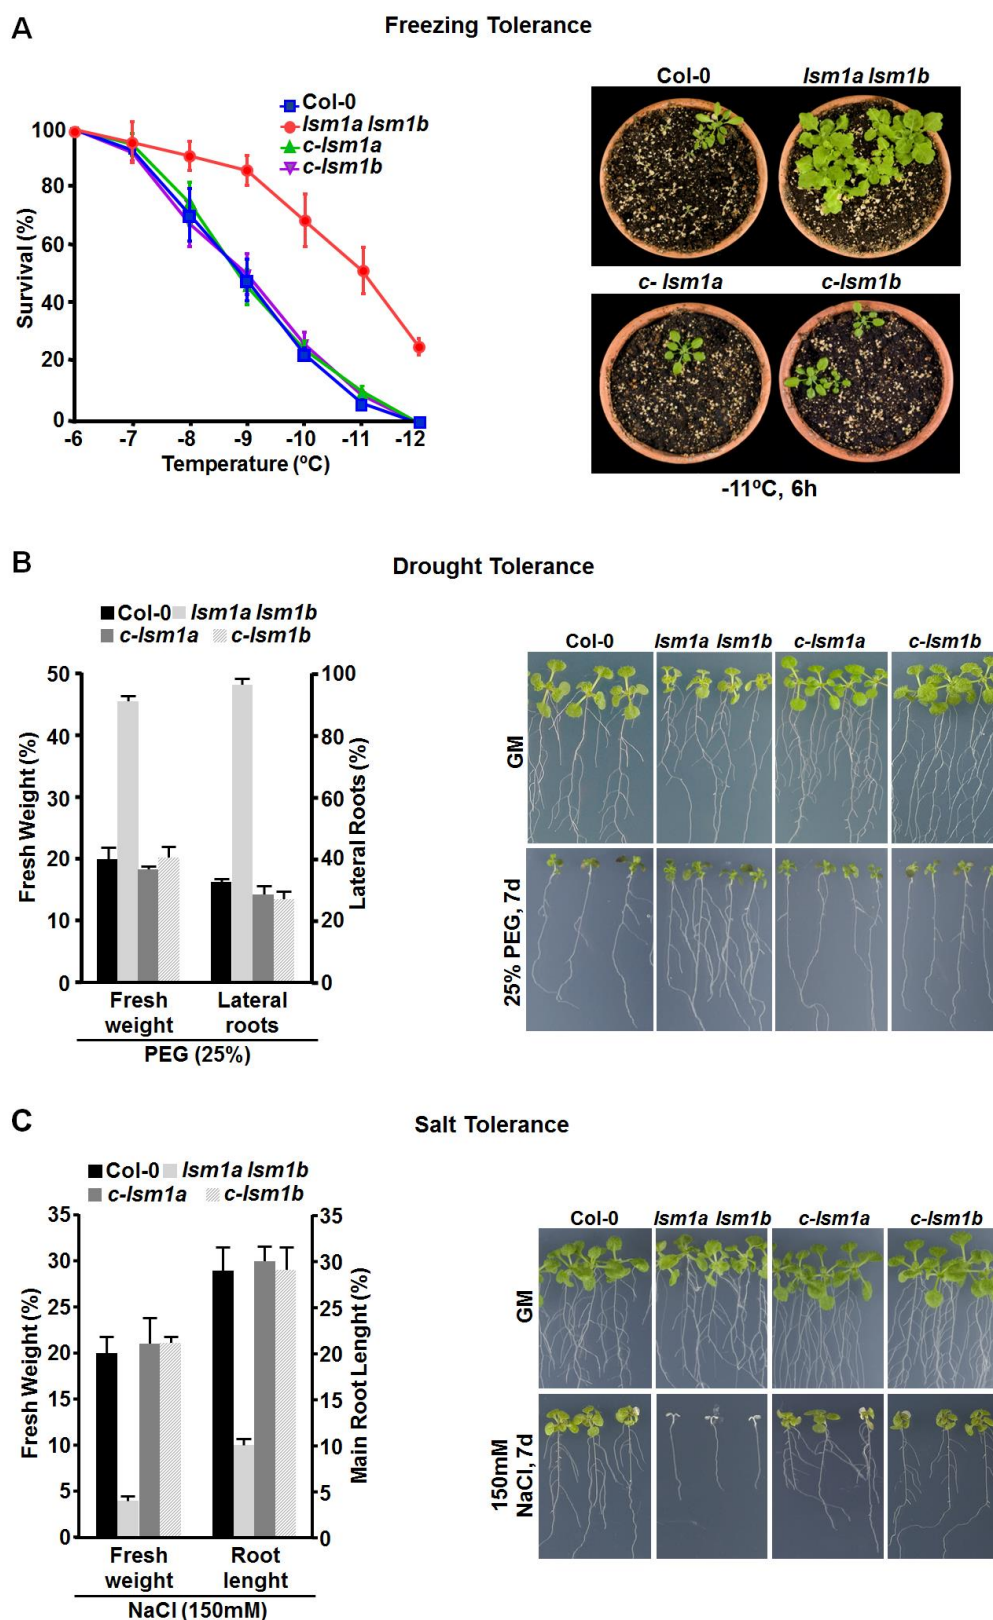 A
Freezing Tolerance
Col-0
lsm1a lsm1b
c-lsm1a
c-lsm1b
100
80
60
40
20
0
Survival (%)
-6 -7 -8 -9 -10 -11 -12
Temperature (ºC)
Col-0 lsm1a lsm1b
c- lsm1a c-lsm1b
-11ºC, 6h
B
Drought Tolerance
Col-0 lsm1a lsm1b
c-lsm1a c-lsm1b
50
40
30
20
10
0
Fresh Weight (%)
100
80
60
40
20
0
Lateral Roots (%)
Fresh weight
Lateral roots
PEG (25%)
Col-0 lsm1a lsm1b c-lsm1a c-lsm1b
GM
25% PEG, 7d
C
Salt Tolerance
Col-0 lsm1a lsm1b
c-lsm1a c-lsm1b
35
30
25
20
15
10
5
0
Fresh Weight (%)
35
30
25
20
15
10
5
0
Main Root Lenght (%)
Fresh weight
Root lenght
NaCl (150mM)
Col-0 lsm1a lsm1b c-lsm1a c-lsm1b
GM
150mM
NaCl, 7d